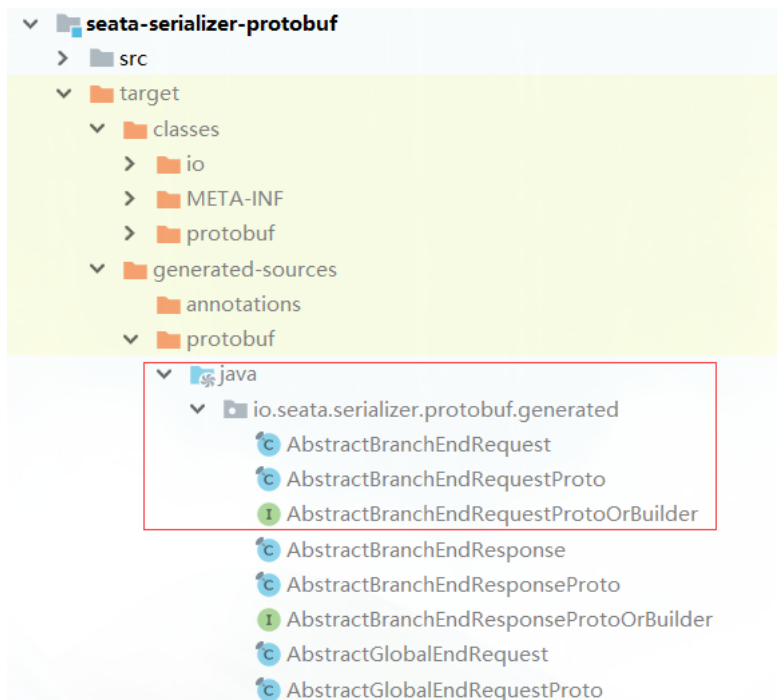 seata-serializer-protobuf
src
target
classes
io
META-INF
protobuf
generated-sources
annotations
protobuf
java
io.seata.serializer.protobuf.generated
AbstractBranchEndRequest
AbstractBranchEndRequestProto
AbstractBranchEndRequestProtoOrBuilder
AbstractBranchEndResponse
AbstractBranchEndResponseProto
AbstractBranchEndResponseProtoOrBuilder
AbstractGlobalEndRequest
AbstractGlobalEndRequestProto